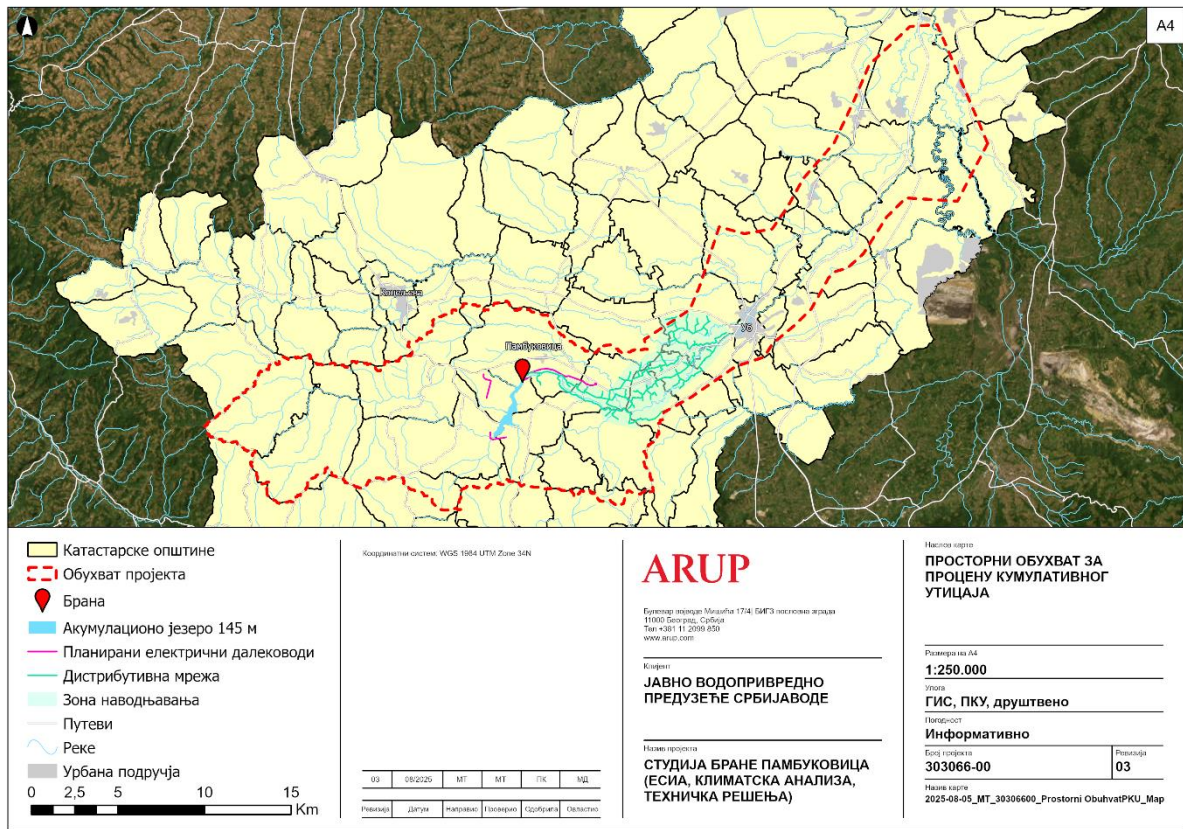 A4
Коцељева
Уб
Памбуковица
Катастарске општине
Обухват пројекта
Брана
Акумулационо језеро 145 м
Планирани електрични далеководи
Дистрибутивна мрежа
Зона наводњавања
Путеви
Реке
Урбана подручја
0 2,5 5 10 15
Km
Координатни систем: WGS 1984 UTM Zone 34N
03 08/2025 МТ МТ ПК МД
Ревизија Датум Направио Проверио Одобрила Овластио
ARUP
Булевар војводе Мишића 17/4| БИГЗ пословна зграда
11000 Београд, Србија
Тел +381 11 2099 850
www.arup.com
Клијент
ЈАВНО ВОДОПРИВРЕДНО
ПРЕДУЗЕЋЕ СРБИЈАВОДЕ
Назив пројекта
СТУДИЈА БРАНЕ ПАМБУКОВИЦА
(ЕСИА, КЛИМАТСКА АНАЛИЗА,
ТЕХНИЧКА РЕШЕЊА)
Наслов карте
ПРОСТОРНИ ОБУХВАТ ЗА
ПРОЦЕНУ КУМУЛАТИВНОГ
УТИЦАЈА
Размера на А4
1:250.000
Улога
ГИС, ПКУ, друштвено
Погодност
Информативно
Број пројекта
303066-00
Ревизија
03
Назив карте
2025-08-05_MT_30306600_Prostorni ObuhvatPKU_Map